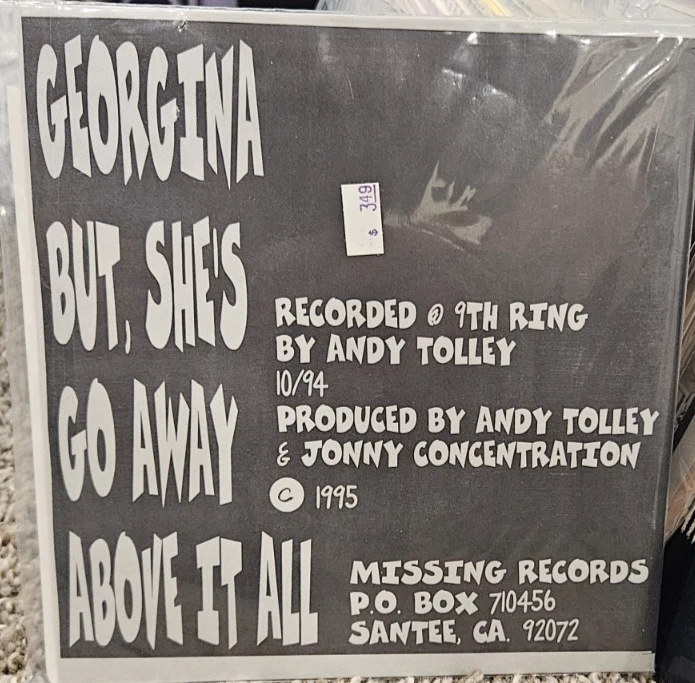 GEORGINA
BUT, SHE'S
GO AWAY
ABOVE IT ALL
$ 3.49
RECORDED @ 9TH RING
BY ANDY TOLLEY
10/94
PRODUCED BY ANDY TOLLEY
& JONNY CONCENTRATION
© 1995
MISSING RECORDS
P.O. BOX 710456
SANTEE, CA. 92072